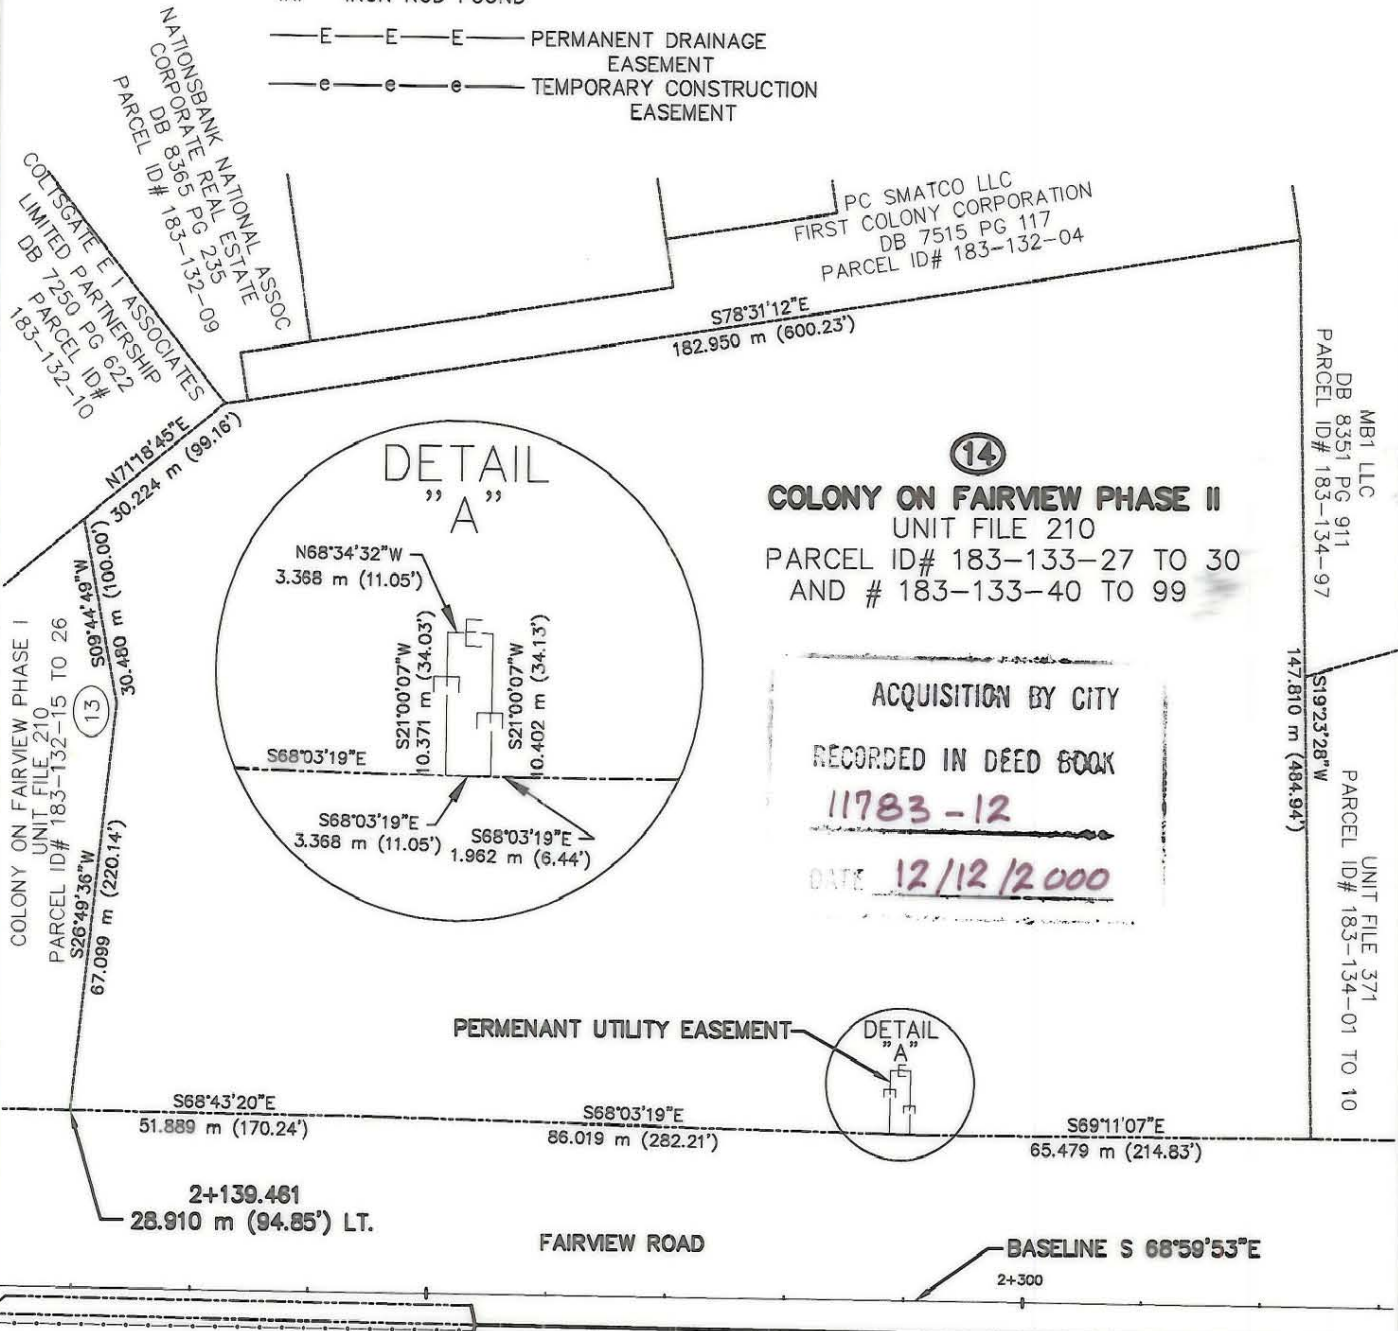 E E E PERMANENT DRAINAGE
EASEMENT
e e e TEMPORARY CONSTRUCTION
EASEMENT
NATIONSBANK NATIONAL ASSOC
CORPORATE REAL ESTATE
DB 8365 PG 235
PARCEL ID# 183-132-09
COLTSGATE E I ASSOCIATES
LIMITED PARTNERSHIP
DB 7250 PG 622
PARCEL ID#
183-132-10
PC SMATCO LLC
FIRST COLONY CORPORATION
DB 7515 PG 117
PARCEL ID# 183-132-04
S78°31'12"E
182.950 m (600.23')
N71°18'45"E
30.224 m (99.16')
S09°44'49"W
30.480 m (100.00')
COLONY ON FAIRVIEW PHASE I
UNIT FILE 210
PARCEL ID# 183-132-15 TO 26
13
S26°49'36"W
67.099 m (220.14')
DETAIL
"A"
N68°34'32"W
3.368 m (11.05')
E
S21°00'07"W
10.371 m (34.03')
S21°00'07"W
10.402 m (34.13')
S68°03'19"E
S68°03'19"E
3.368 m (11.05')
S68°03'19"E
1.962 m (6.44')
14
COLONY ON FAIRVIEW PHASE II
UNIT FILE 210
PARCEL ID# 183-133-27 TO 30
AND # 183-133-40 TO 99
ACQUISITION BY CITY
RECORDED IN DEED BOOK
11783-12
DATE 12/12/2000
MB1 LLC
DB 8351 PG 911
PARCEL ID# 183-134-97
S19°23'28"W
147.810 m (484.94')
UNIT FILE 371
PARCEL ID# 183-134-01 TO 10
PERMENANT UTILITY EASEMENT
DETAIL
"A"
E
S68°43'20"E
51.889 m (170.24')
S68°03'19"E
86.019 m (282.21')
S69°11'07"E
65.479 m (214.83')
2+139.461
28.910 m (94.85') LT.
FAIRVIEW ROAD
BASELINE S 68°59'53"E
2+300